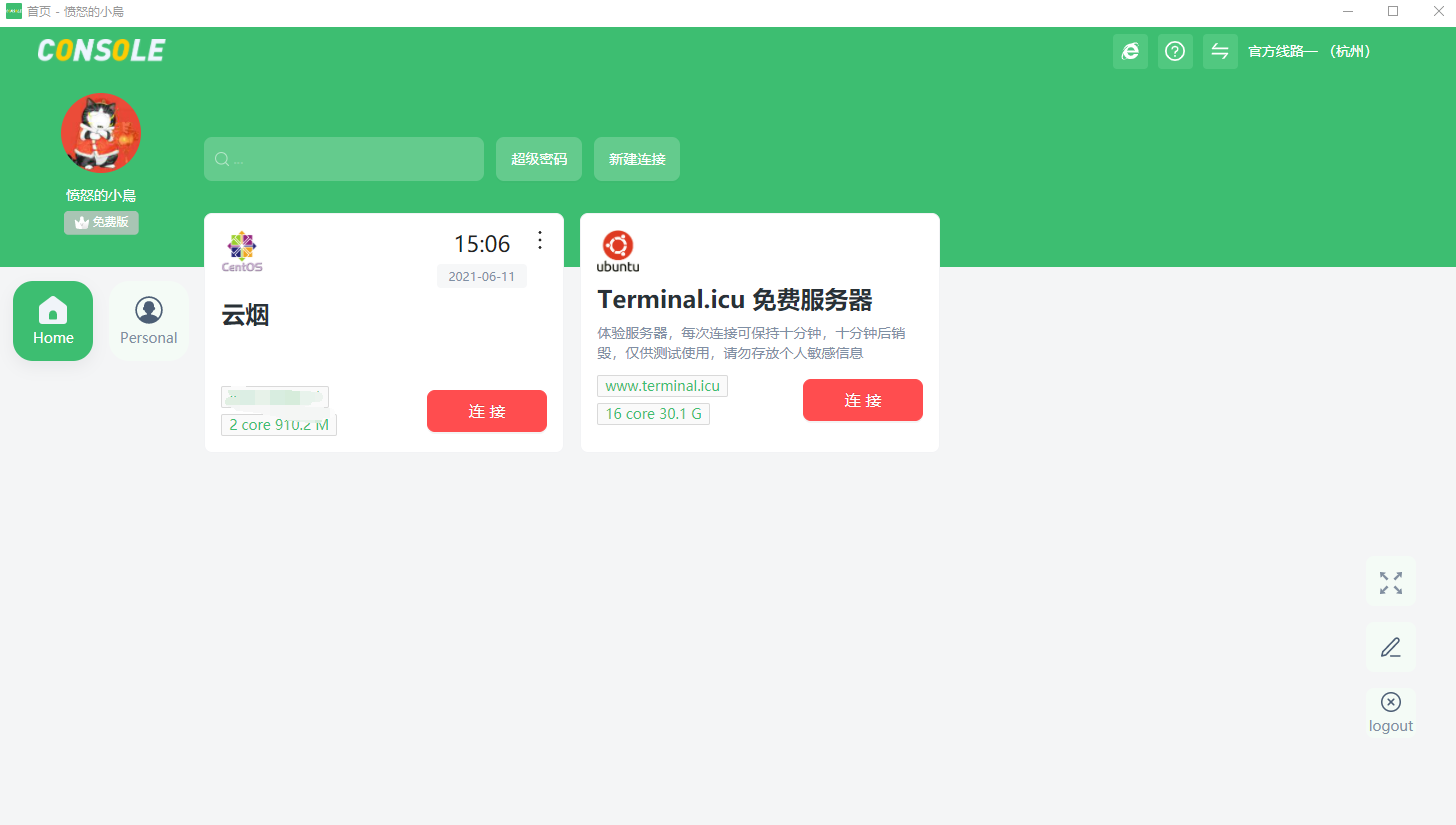 首页 - 愤怒的小鳥
CONSOLE
官方线路一 （杭州）
愤怒的小鳥
免费版
...
超级密码
新建连接
Home
Personal
CentOS
15:06
2021-06-11
云烟
2 core 910.2 M
连 接
ubuntu
Terminal.icu 免费服务器
体验服务器，每次连接可保持十分钟，十分钟后销
毁，仅供测试使用，请勿存放个人敏感信息
www.terminal.icu
16 core 30.1 G
连 接
logout